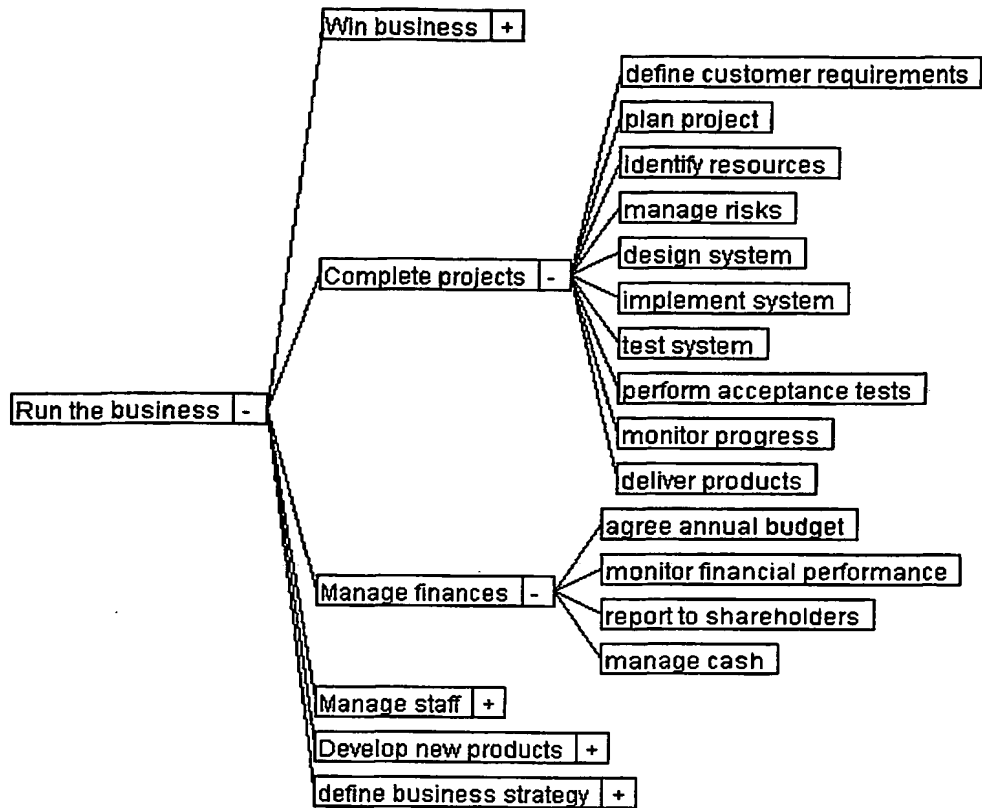 Win business +
define customer requirements
plan project
identify resources
manage risks
design system
Complete projects -
implement system
test system
perform acceptance tests
Run the business -
monitor progress
deliver products
agree annual budget
monitor financial performance
Manage finances -
report to shareholders
manage cash
Manage staff +
Develop new products +
define business strategy +